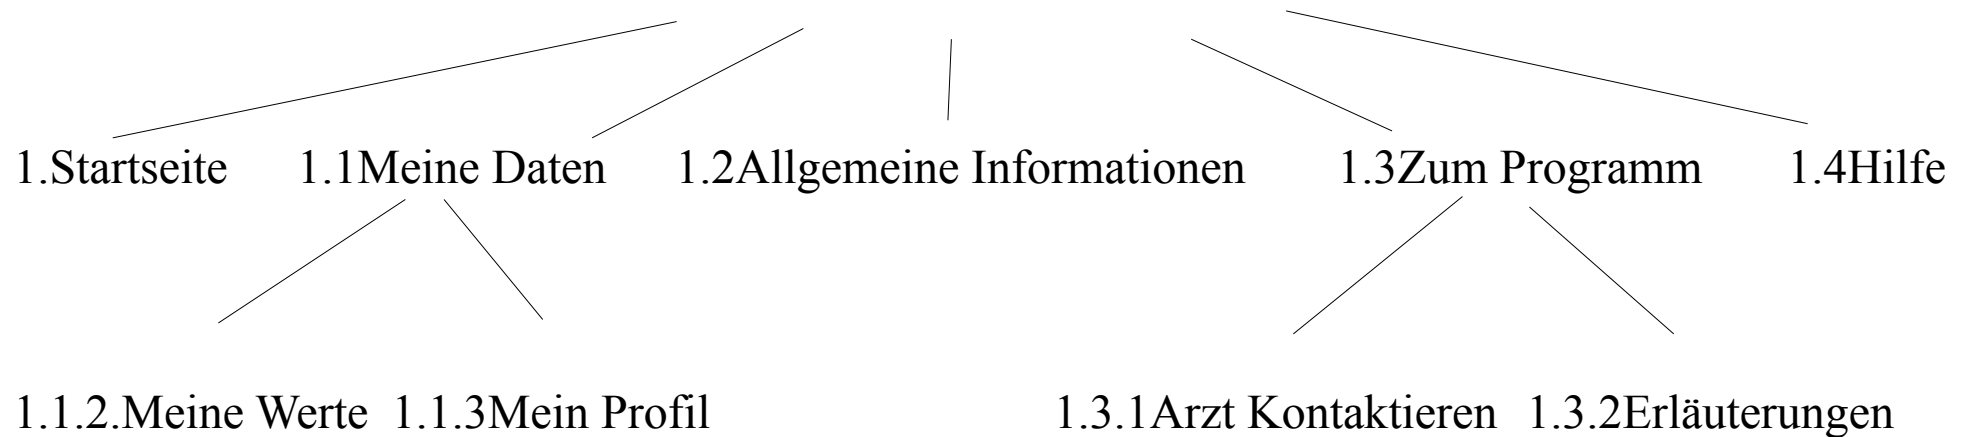 1.Startseite 1.1Meine Daten 1.2Allgemeine Informationen 1.3Zum Programm 1.4Hilfe
1.1.2.Meine Werte 1.1.3Mein Profil 1.3.1Arzt Kontaktieren 1.3.2Erläuterungen